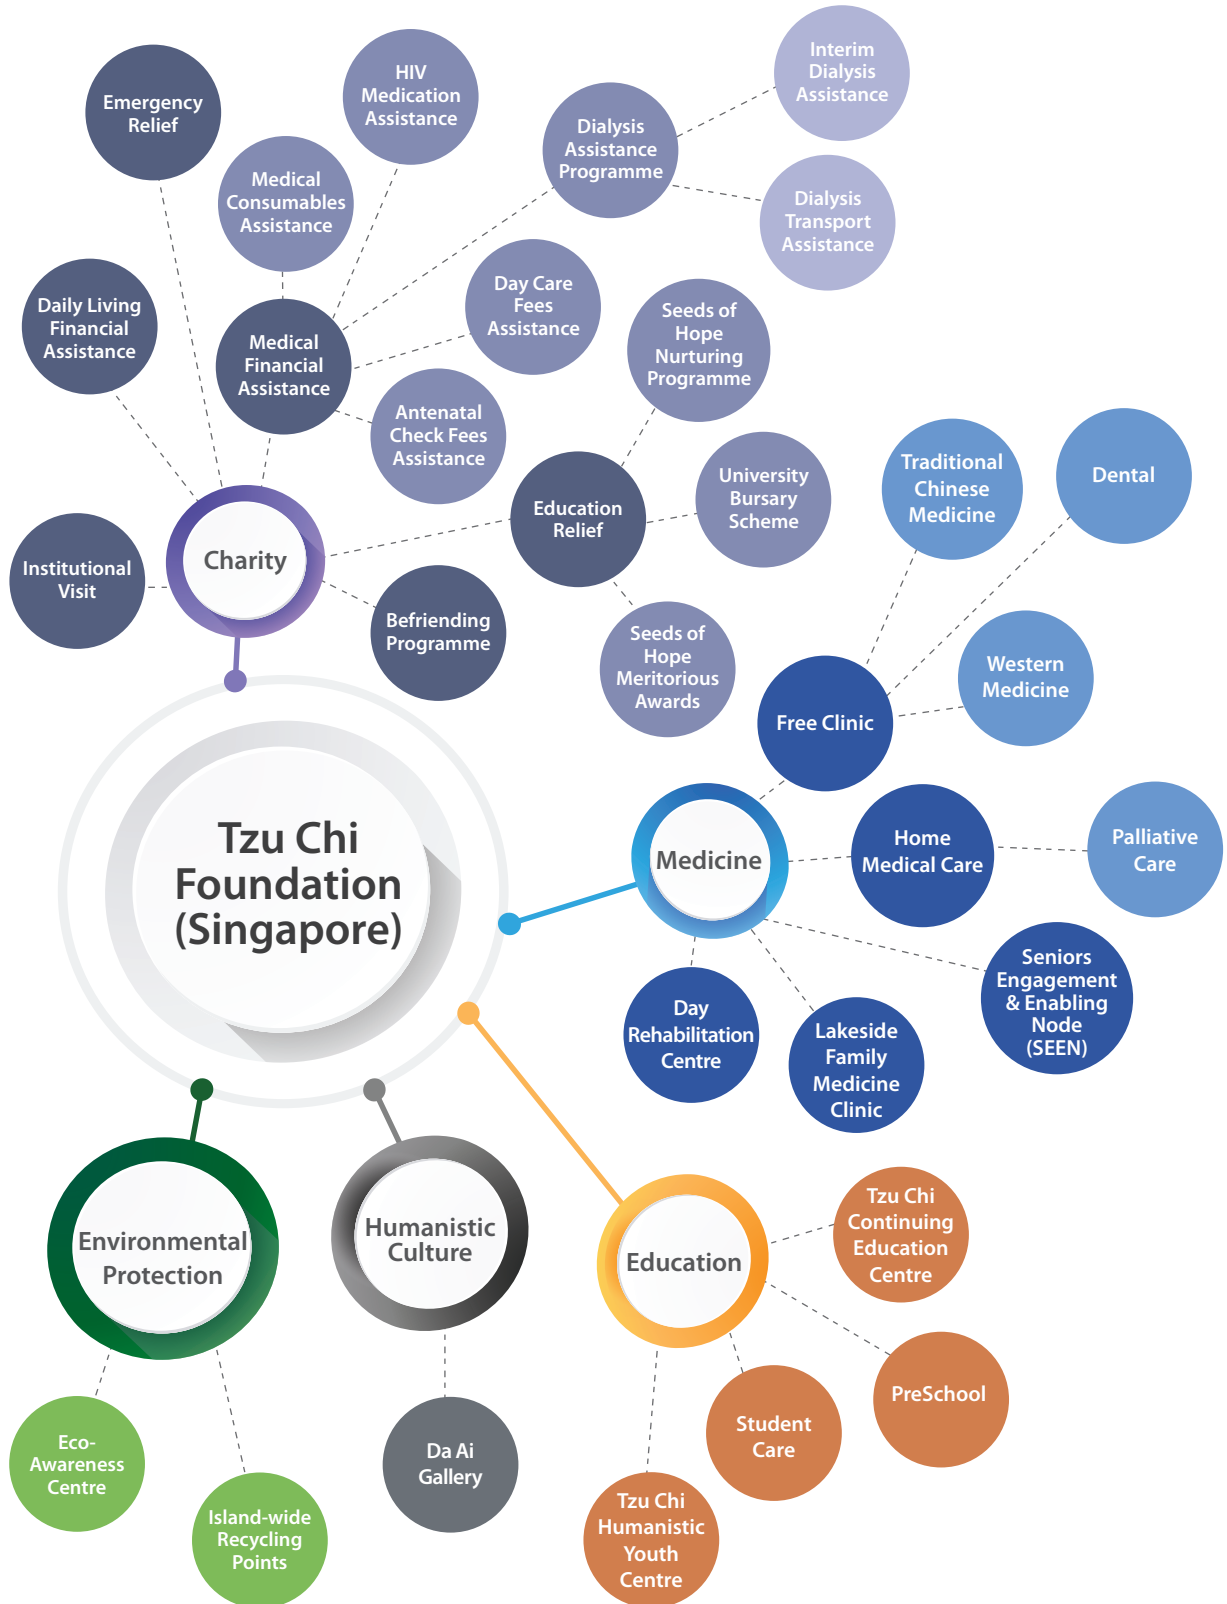 Emergency
Relief
HIV
Medication
Assistance
Interim
Dialysis
Assistance
Dialysis
Assistance
Programme
Medical
Consumables
Assistance
Dialysis
Transport
Assistance
Daily Living
Financial
Assistance
Medical
Financial
Assistance
Day Care
Fees
Assistance
Seeds of
Hope
Nurturing
Programme
Antenatal
Check Fees
Assistance
Traditional
Chinese
Medicine
Dental
University
Bursary
Scheme
Education
Relief
Charity
Institutional
Visit
Befriending
Programme
Seeds of
Hope
Meritorious
Awards
Western
Medicine
Free Clinic
Tzu Chi
Foundation
(Singapore)
Medicine
Home
Medical Care
Palliative
Care
Seniors
Engagement
& Enabling
Node
(SEEN)
Day
Rehabilitation
Centre
Lakeside
Family
Medicine
Clinic
Environmental
Protection
Humanistic
Culture
Education
Tzu Chi
Continuing
Education
Centre
PreSchool
Student
Care
Tzu Chi
Humanistic
Youth
Centre
Da Ai
Gallery
Eco-
Awareness
Centre
Island-wide
Recycling
Points